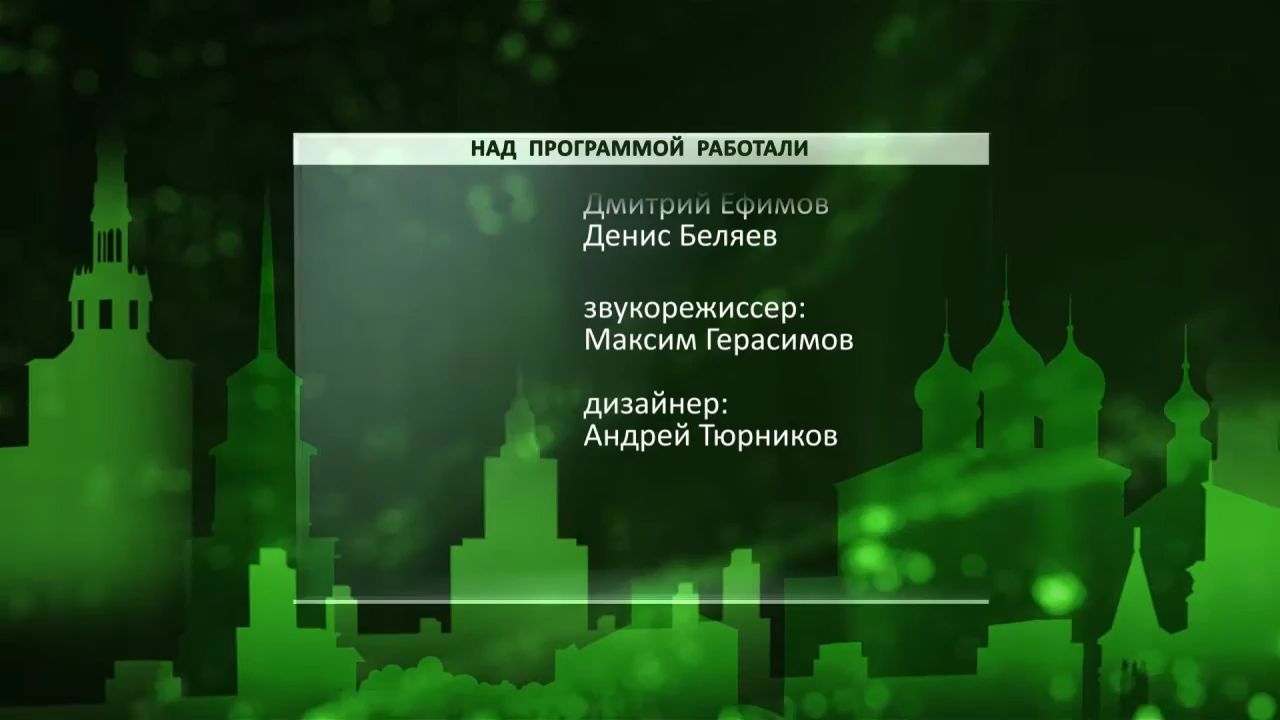 НАД ПРОГРАММОЙ РАБОТАЛИ
Дмитрий Ефимов
Денис Беляев
звукорежиссер:
Максим Герасимов
дизайнер:
Андрей Тюрников